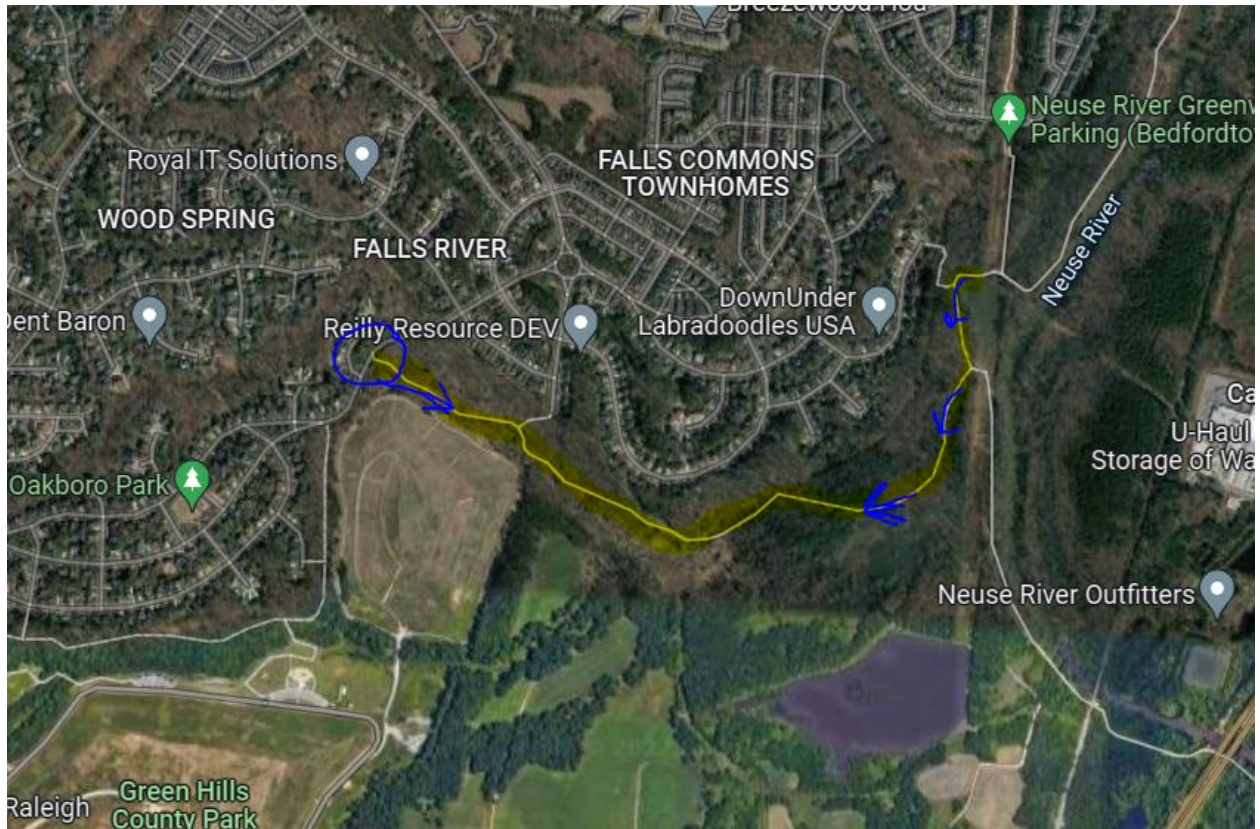 Breezewood Hou
Neuse River Greenv
Parking (Bedfordto
Royal IT Solutions
FALLS COMMONS
TOWNHOMES
WOOD SPRING
FALLS RIVER
Neuse River
DownUnder
Labradoodles USA
Dent Baron
Reilly Resource DEV
Ca
U-Haul
Storage of Wa
Oakboro Park
Neuse River Outfitters
Green Hills
County Park
Raleigh